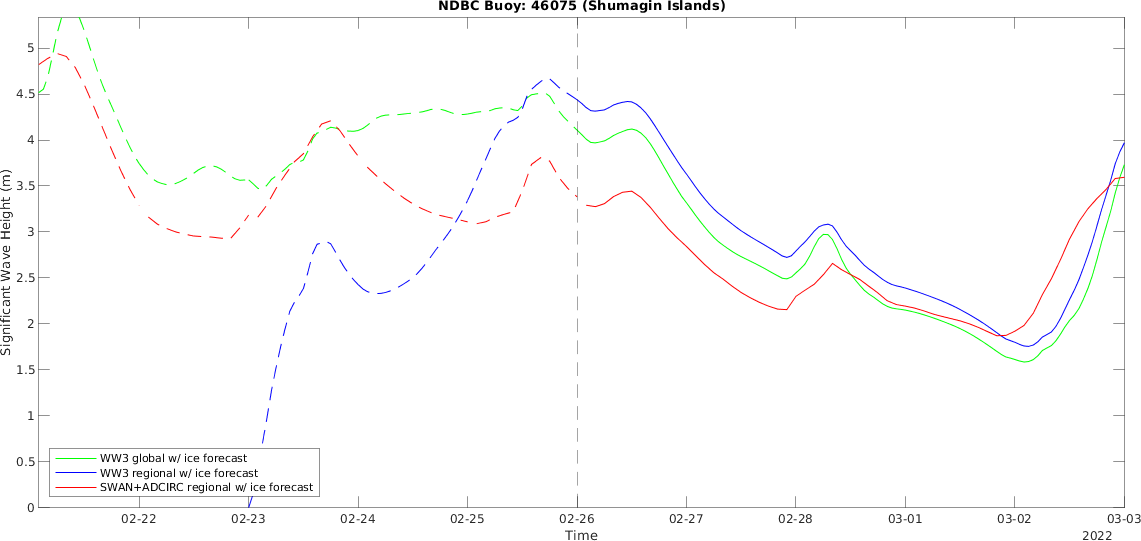 NDBC Buoy: 46075 (Shumagin Islands)
Significant Wave Height (m)
5
4.5
4
3.5
3
2.5
2
1.5
1
0.5
0
WW3 global w/ ice forecast
WW3 regional w/ ice forecast
SWAN+ADCIRC regional w/ ice forecast
02-22 02-23 02-24 02-25 02-26 02-27 02-28 03-01 03-02 03-03
Time
2022